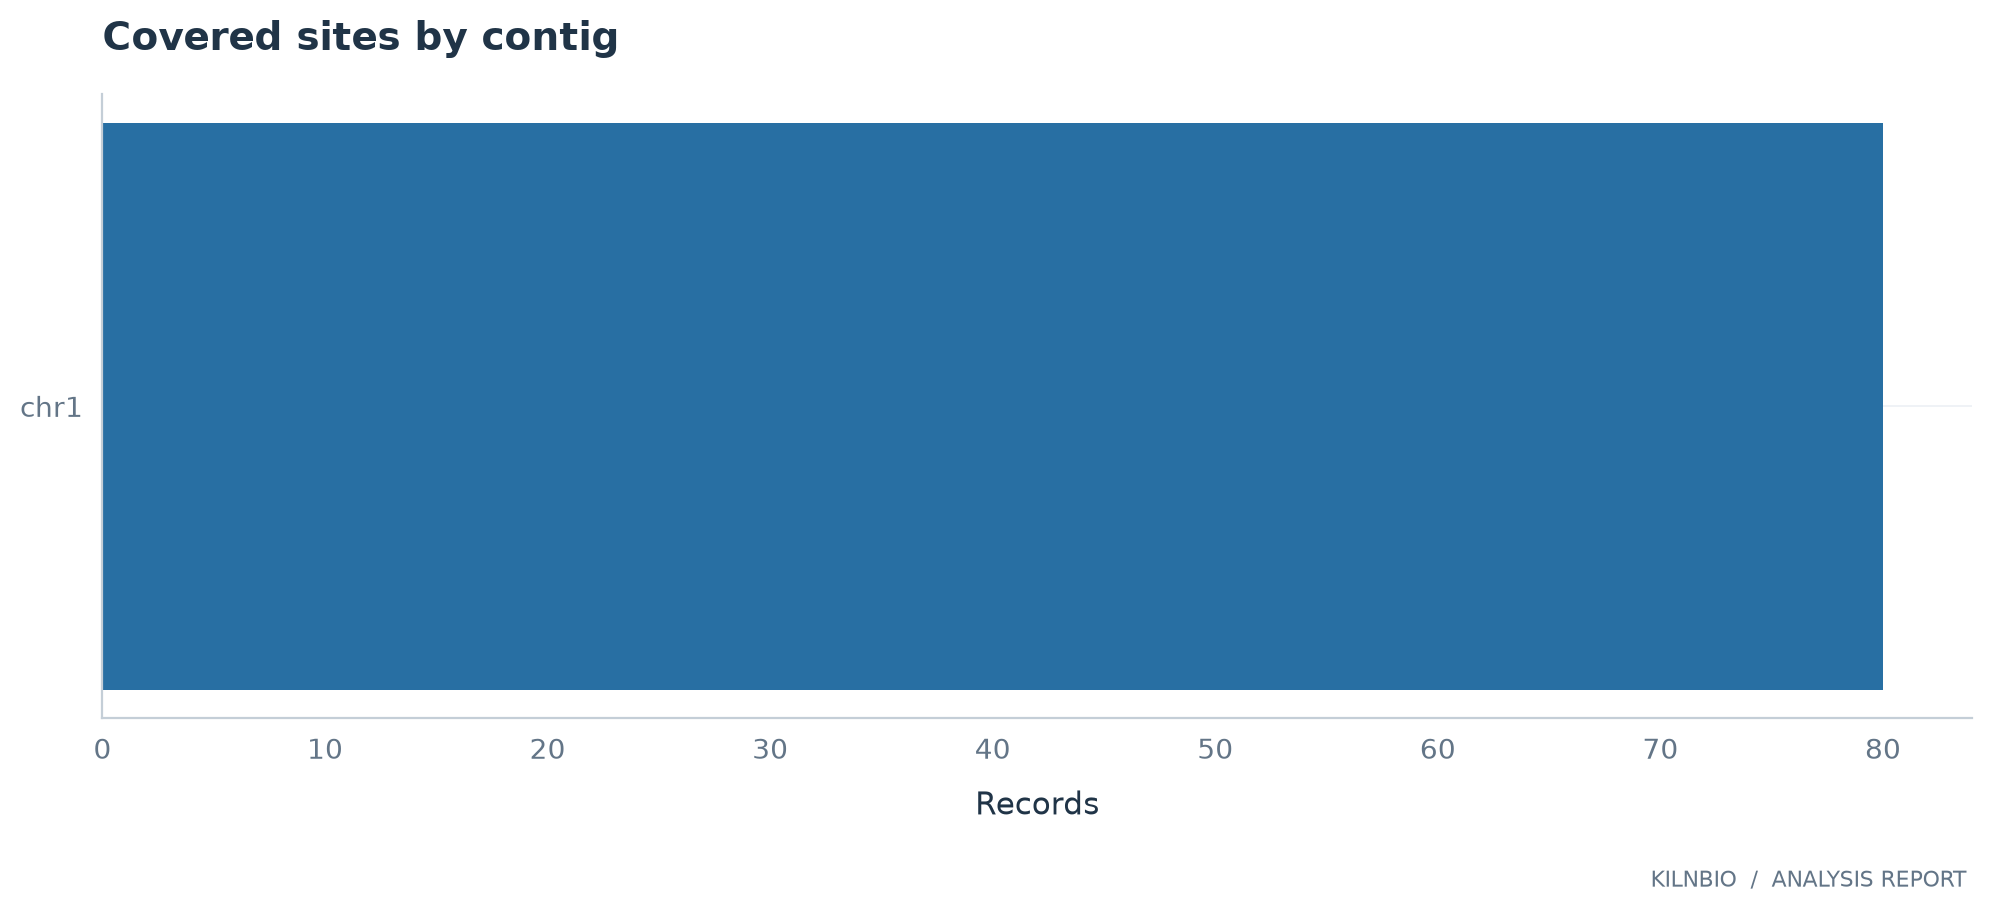 Covered sites by contig
chr1
0 10 20 30 40 50 60 70 80
Records
KILNBIO / ANALYSIS REPORT